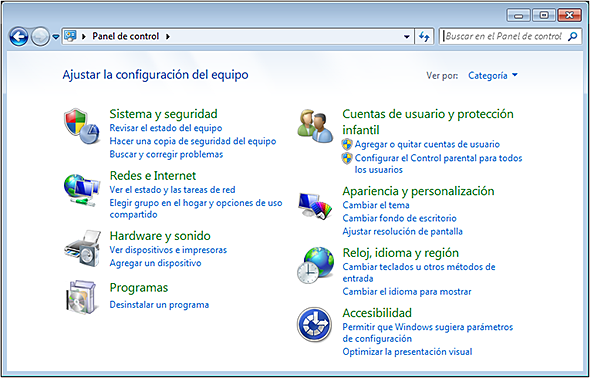 Panel de control
Buscar en el Panel de control
Ajustar la configuración del equipo
Ver por: Categoría
Sistema y seguridad
Revisar el estado del equipo
Hacer una copia de seguridad del equipo
Buscar y corregir problemas
Redes e Internet
Ver el estado y las tareas de red
Elegir grupo en el hogar y opciones de uso
compartido
Hardware y sonido
Ver dispositivos e impresoras
Agregar un dispositivo
Programas
Desinstalar un programa
Cuentas de usuario y protección
infantil
Agregar o quitar cuentas de usuario
Configurar el Control parental para todos
los usuarios
Apariencia y personalización
Cambiar el tema
Cambiar fondo de escritorio
Ajustar resolución de pantalla
Reloj, idioma y región
Cambiar teclados u otros métodos de
entrada
Cambiar el idioma para mostrar
Accesibilidad
Permitir que Windows sugiera parámetros
de configuración
Optimizar la presentación visual